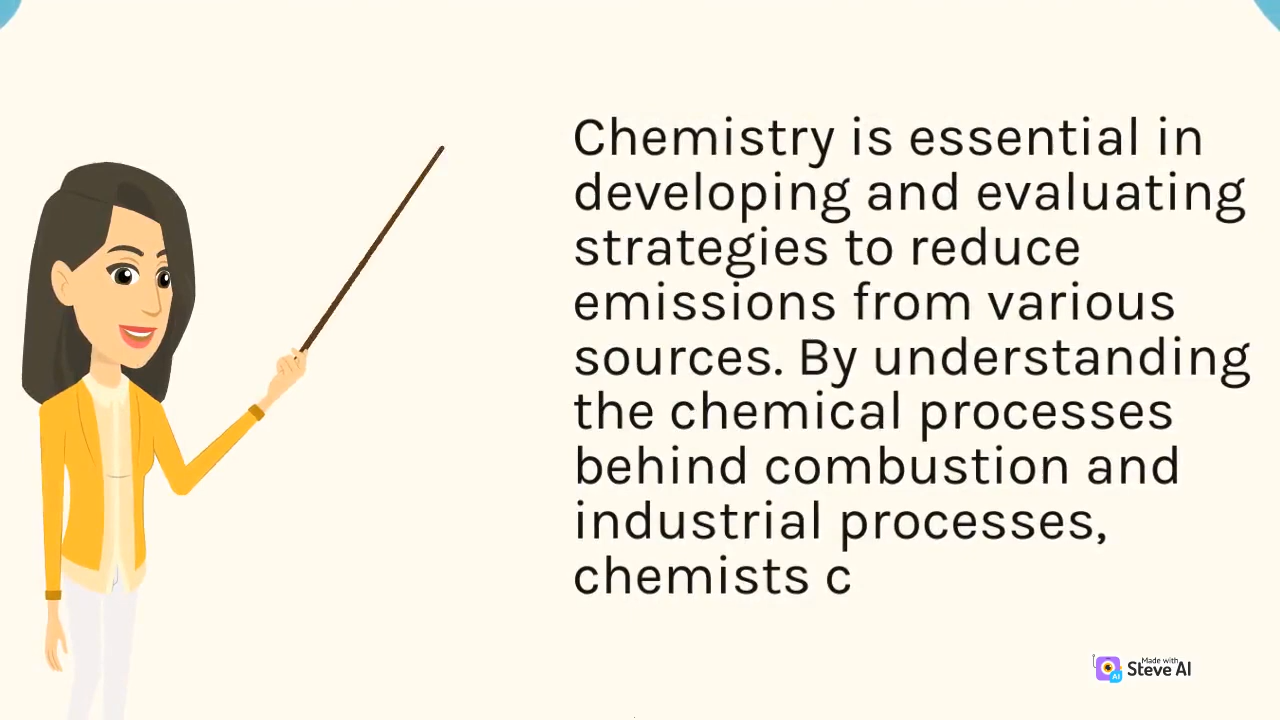 Chemistry is essential in
developing and evaluating
strategies to reduce
emissions from various
sources. By understanding
the chemical processes
behind combustion and
industrial processes,
chemists c
Made with
Steve AI
AI